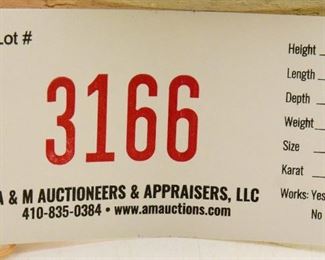 Lot #
3166
A & M AUCTIONEERS & APPRAISERS, LLC
410-835-0384 • www.amauctions.com
Height
Length
Depth
Weight
Size
Karat
Works: Yes
No